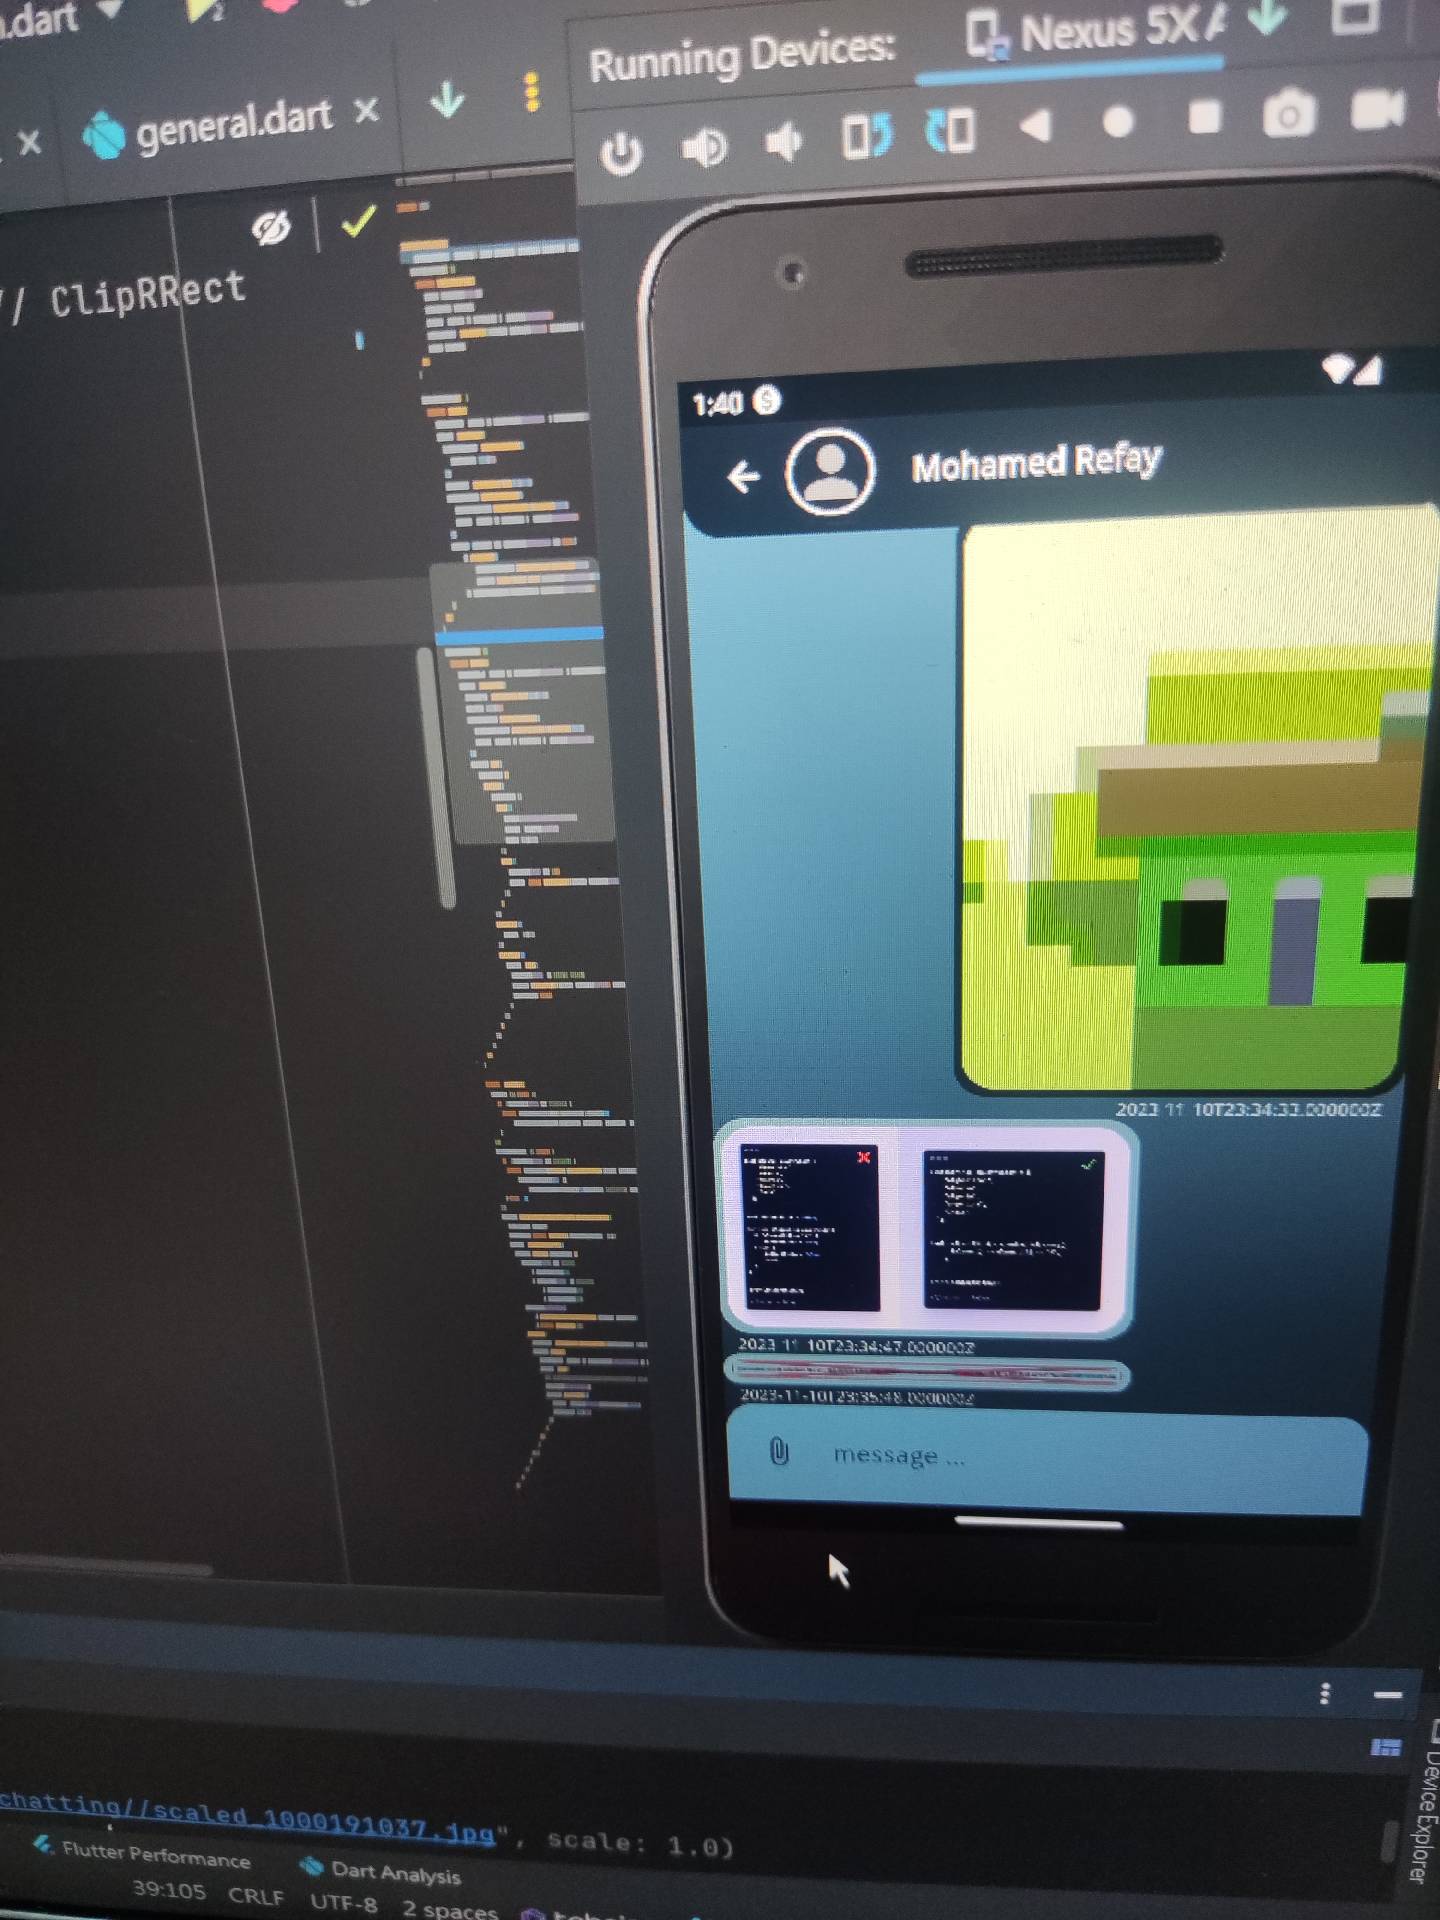 .dart
Running Devices:
Nexus 5X
general.dart
// ClipRRect
1:40
Mohamed Refay
2023-11-10T23:34:33.000000Z
2023-11-10T23:34:47.000000Z
2023-11-10T23:35:48.000000Z
message ...
Device Explorer
chatting//scaled_1000191037.jpg", scale: 1.0)
Flutter Performance
Dart Analysis
39:105 CRLF UTF-8 2 spaces